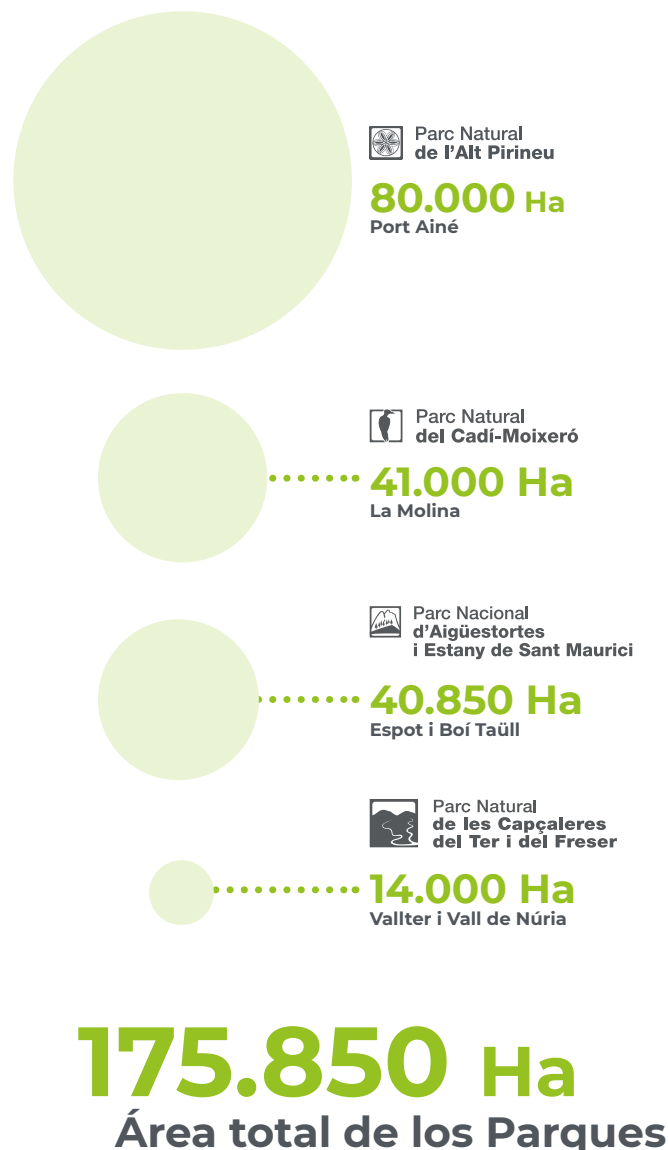 Parc Natural
de l'Alt Pirineu
80.000 Ha
Port Ainé
Parc Natural
del Cadí-Moixeró
41.000 Ha
La Molina
Parc Nacional
d'Aigüestortes
i Estany de Sant Maurici
40.850 Ha
Espot i Boí Taüll
Parc Natural
de les Capçaleres
del Ter i del Freser
14.000 Ha
Vallter i Vall de Núria
175.850 Ha
Área total de los Parques